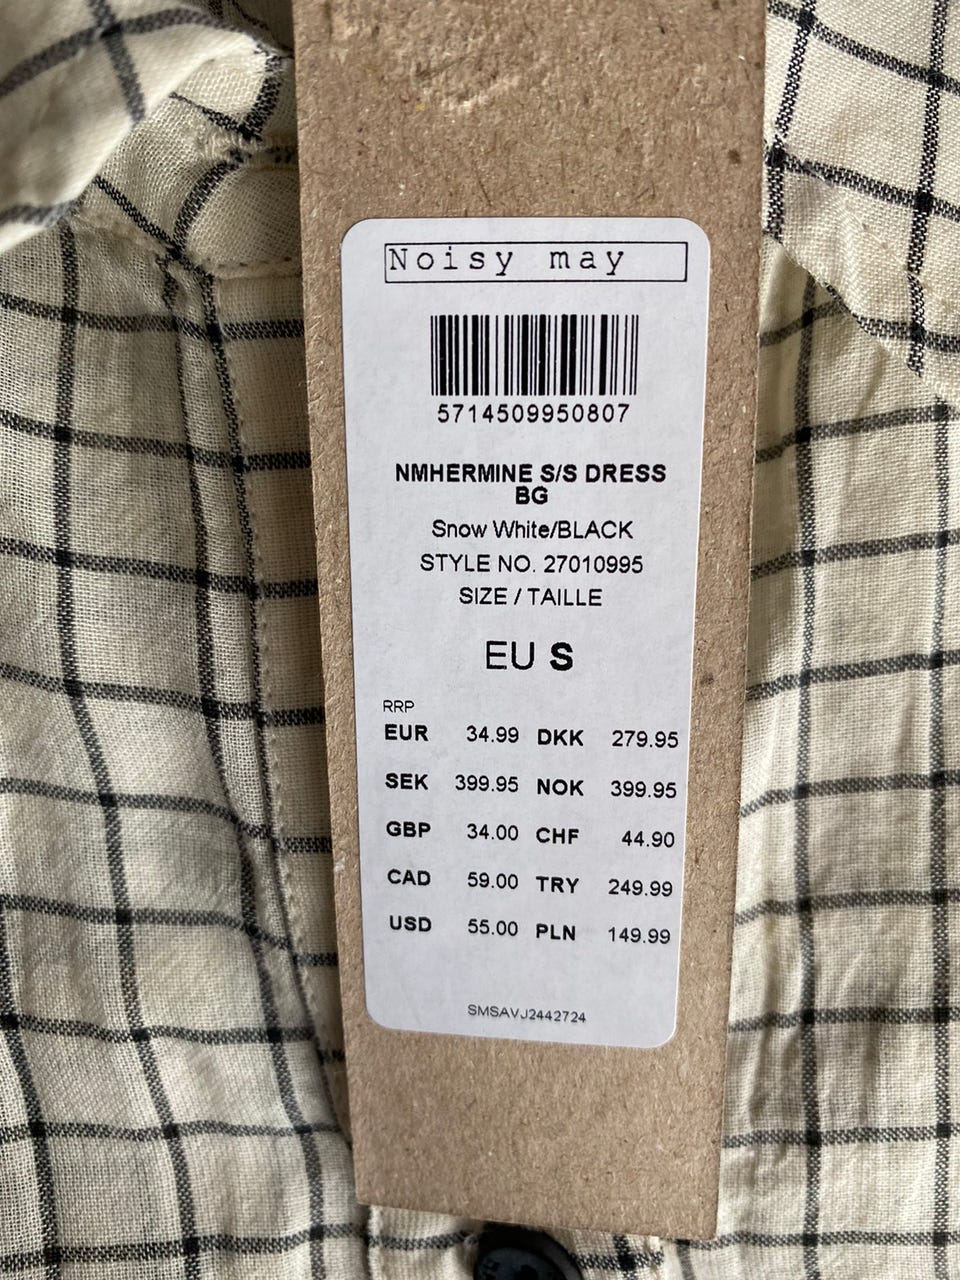 Noisy may
5714509950807
NMHERMINE S/S DRESS
BG
Snow White/BLACK
STYLE NO. 27010995
SIZE / TAILLE
EU S
RRP
EUR 34.99 DKK 279.95
SEK 399.95 NOK 399.95
GBP 34.00 CHF 44.90
CAD 59.00 TRY 249.99
USD 55.00 PLN 149.99
SMSAVJ2442724